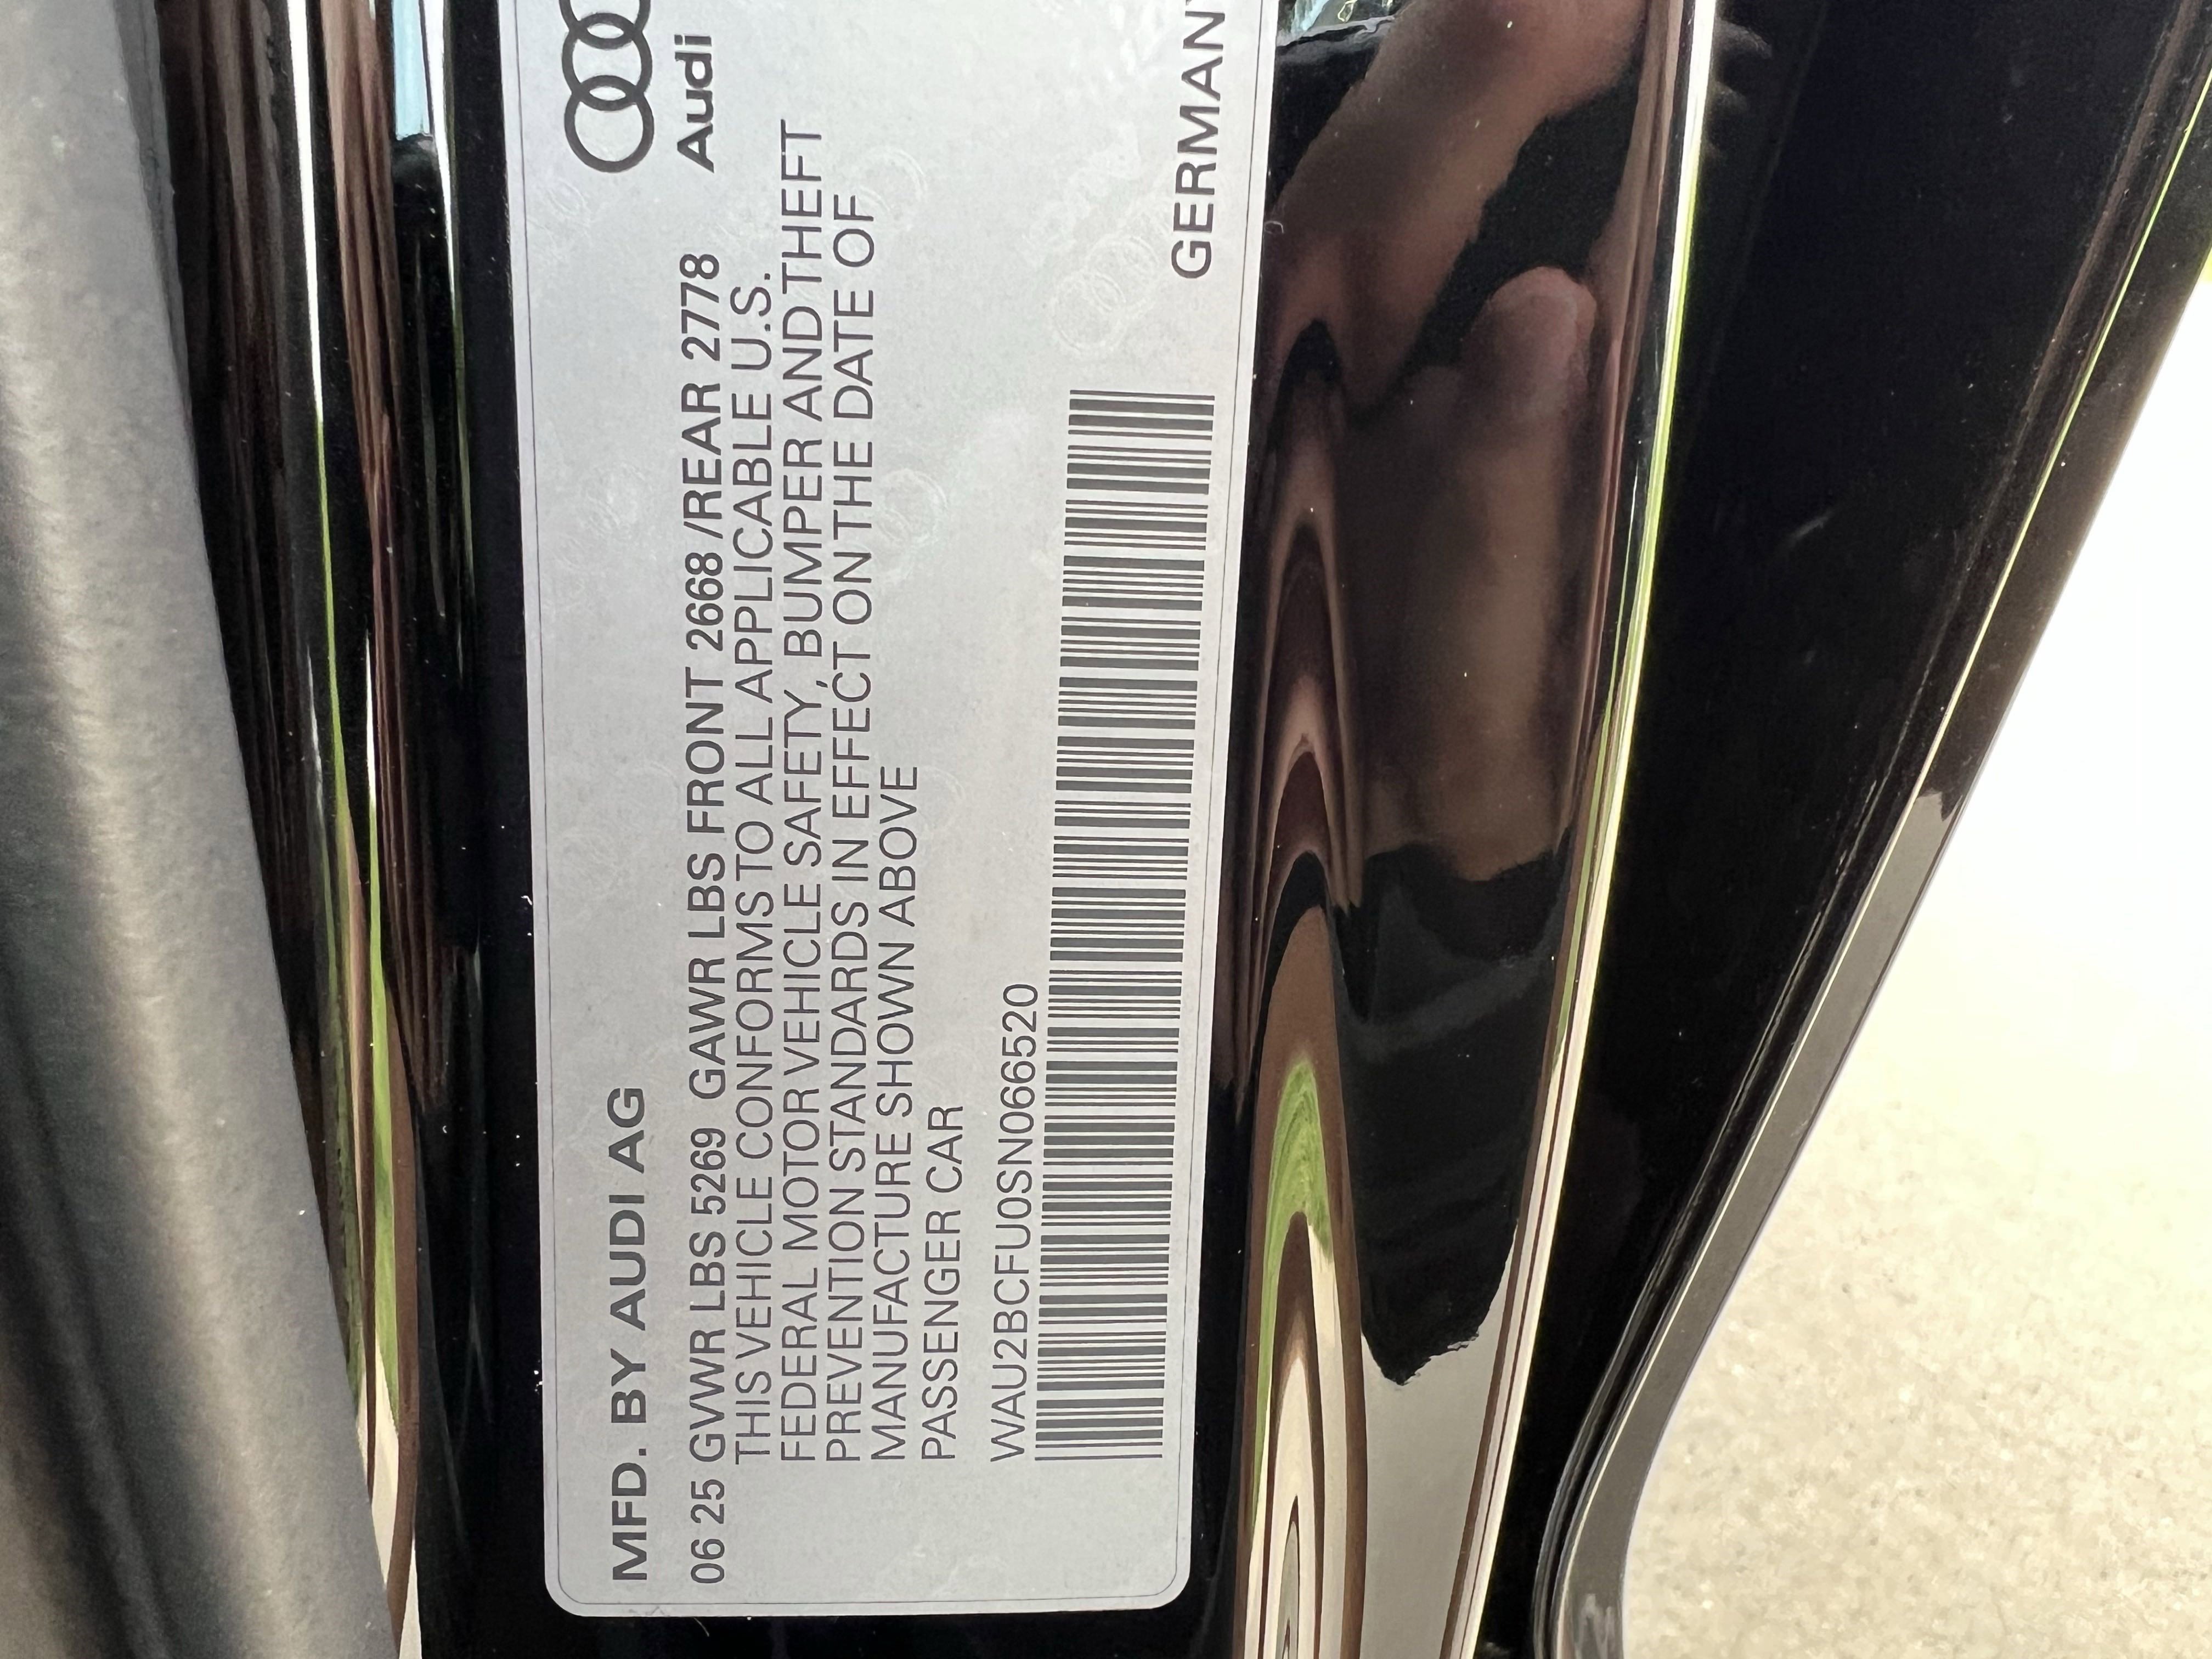 MFD. BY AUDI AG
Audi
06 25 GVWR LBS 5269 GAWR LBS FRONT 2668 /REAR 2778
THIS VEHICLE CONFORMS TO ALL APPLICABLE U.S.
FEDERAL MOTOR VEHICLE SAFETY, BUMPER AND THEFT
PREVENTION STANDARDS IN EFFECT ON THE DATE OF
MANUFACTURE SHOWN ABOVE
PASSENGER CAR
WAU2BCFU0SN066520
GERMANY